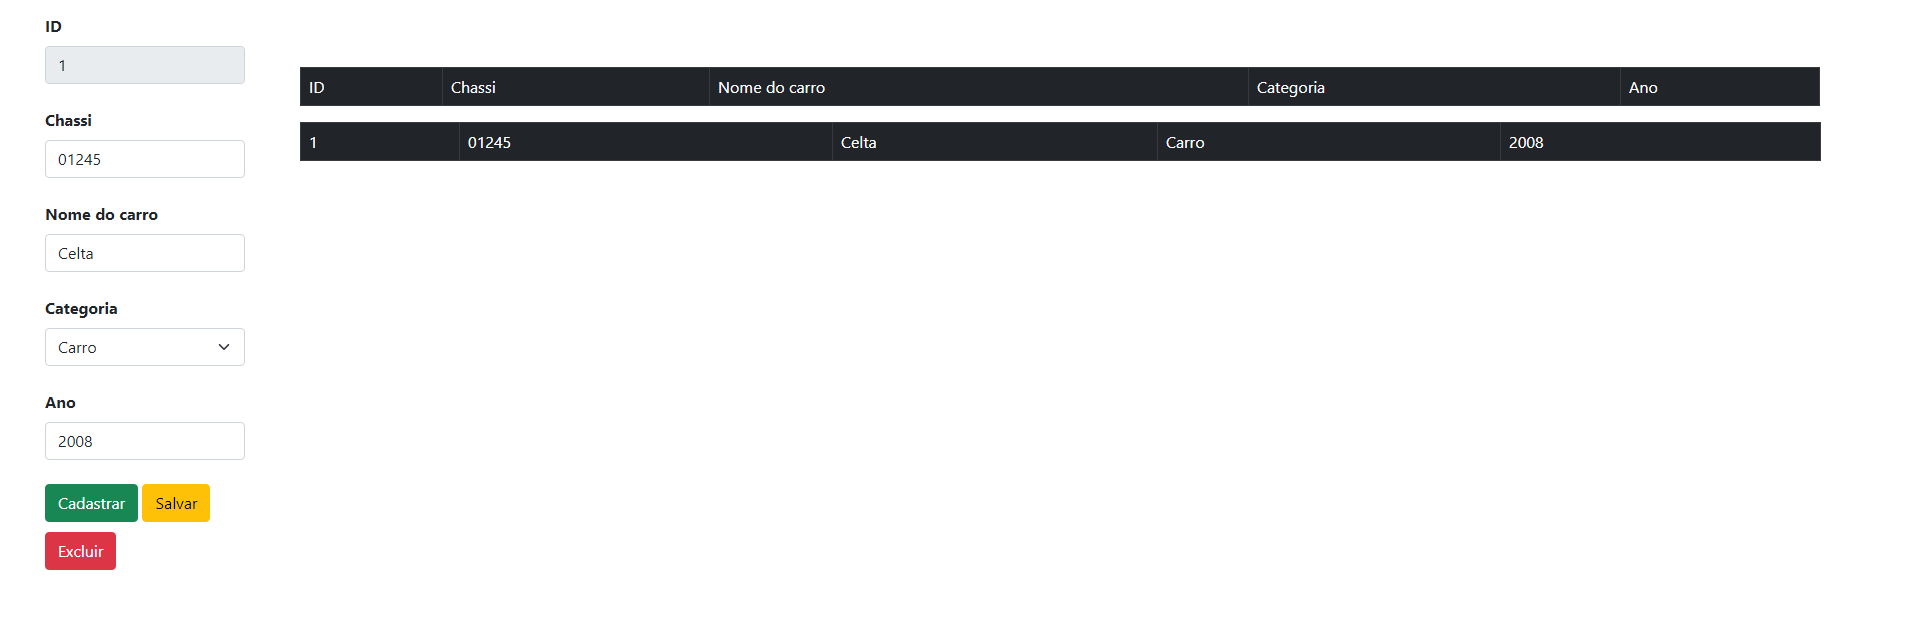 ID
1
Chassi
01245
Nome do carro
Celta
Categoria
Carro
Ano
2008
Cadastrar Salvar
Excluir
ID Chassi Nome do carro Categoria Ano
1 01245 Celta Carro 2008